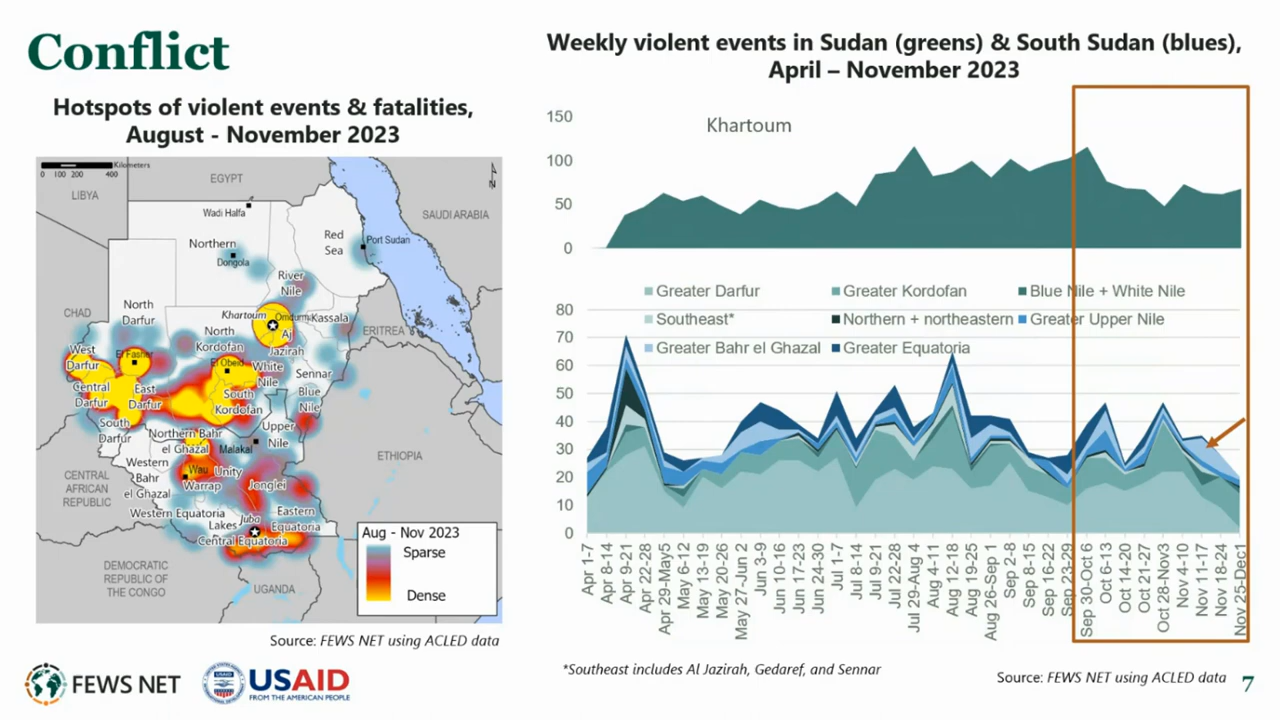 Conflict
Hotspots of violent events & fatalities,
August - November 2023
Kilometers
0 100 200 400
N
LIBYA
EGYPT
SAUDI ARABIA
Wadi Halfa
Northern
Dongola
Red
Sea
Port Sudan
River
Nile
CHAD
North
Darfur
Khartoum
Omdurm
Kassala
Aj
Jazirah
ERITREA
North
Kordofan
West
Darfur
El Fasher
El Obeid
White
Nile
Sennar
Central
Darfur
East
Darfur
South
Kordofan
Blue
Nile
South
Darfur
Upper
Nile
Northern Bahr
el Ghazal
Malakal
ETHIOPIA
Western
Bahr
el Ghazal
Wau
Unity
Warrap
Jonglei
CENTRAL
AFRICAN
REPUBLIC
Western Equatoria
Lakes
Juba
Eastern
Equatoria
Central Equatoria
DEMOCRATIC
REPUBLIC OF
THE CONGO
UGANDA
Aug - Nov 2023
Sparse
Dense
Source: FEWS NET using ACLED data
FEWS NET
USAID
FROM THE AMERICAN PEOPLE
Weekly violent events in Sudan (greens) & South Sudan (blues),
April – November 2023
Khartoum
150
100
50
0
Greater Darfur
Greater Kordofan
Blue Nile + White Nile
Southeast*
Northern + northeastern
Greater Upper Nile
Greater Bahr el Ghazal
Greater Equatoria
80
70
60
50
40
30
20
10
0
Apr 1-7
Apr 8-14
Apr 9-21
Apr 22-28
Apr 29-May5
May 6-12
May 13-19
May 20-26
May 27-Jun 2
Jun 3-9
Jun 10-16
Jun 17-23
Jun 24-30
Jul 1-7
Jul 8-14
Jul 9-21
Jul 22-28
Jul 29-Aug 4
Aug 4-11
Aug 12-18
Aug 19-25
Aug 26-Sep 1
Sep 2-8
Sep 8-15
Sep 16-22
Sep 23-29
Sep 30-Oct 6
Oct 6-13
Oct 14-20
Oct 21-27
Oct 28-Nov3
Nov 4-10
Nov 11-17
Nov 18-24
Nov 25-Dec1
*Southeast includes Al Jazirah, Gedaref, and Sennar
Source: FEWS NET using ACLED data
7